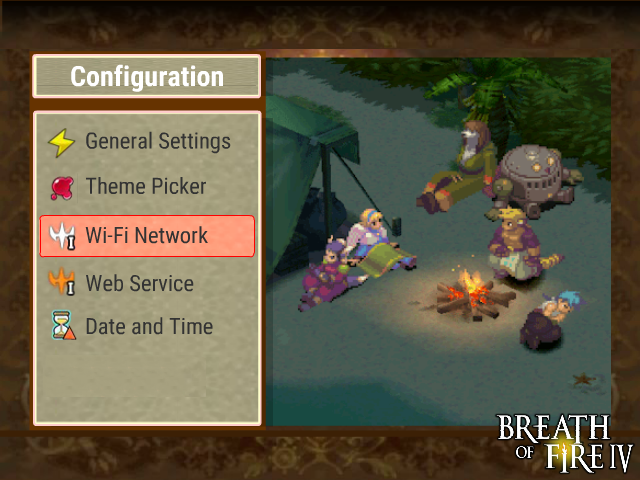 Configuration
General Settings
Theme Picker
Wi-Fi Network
Web Service
Date and Time
BREATH
OF FIRE IV